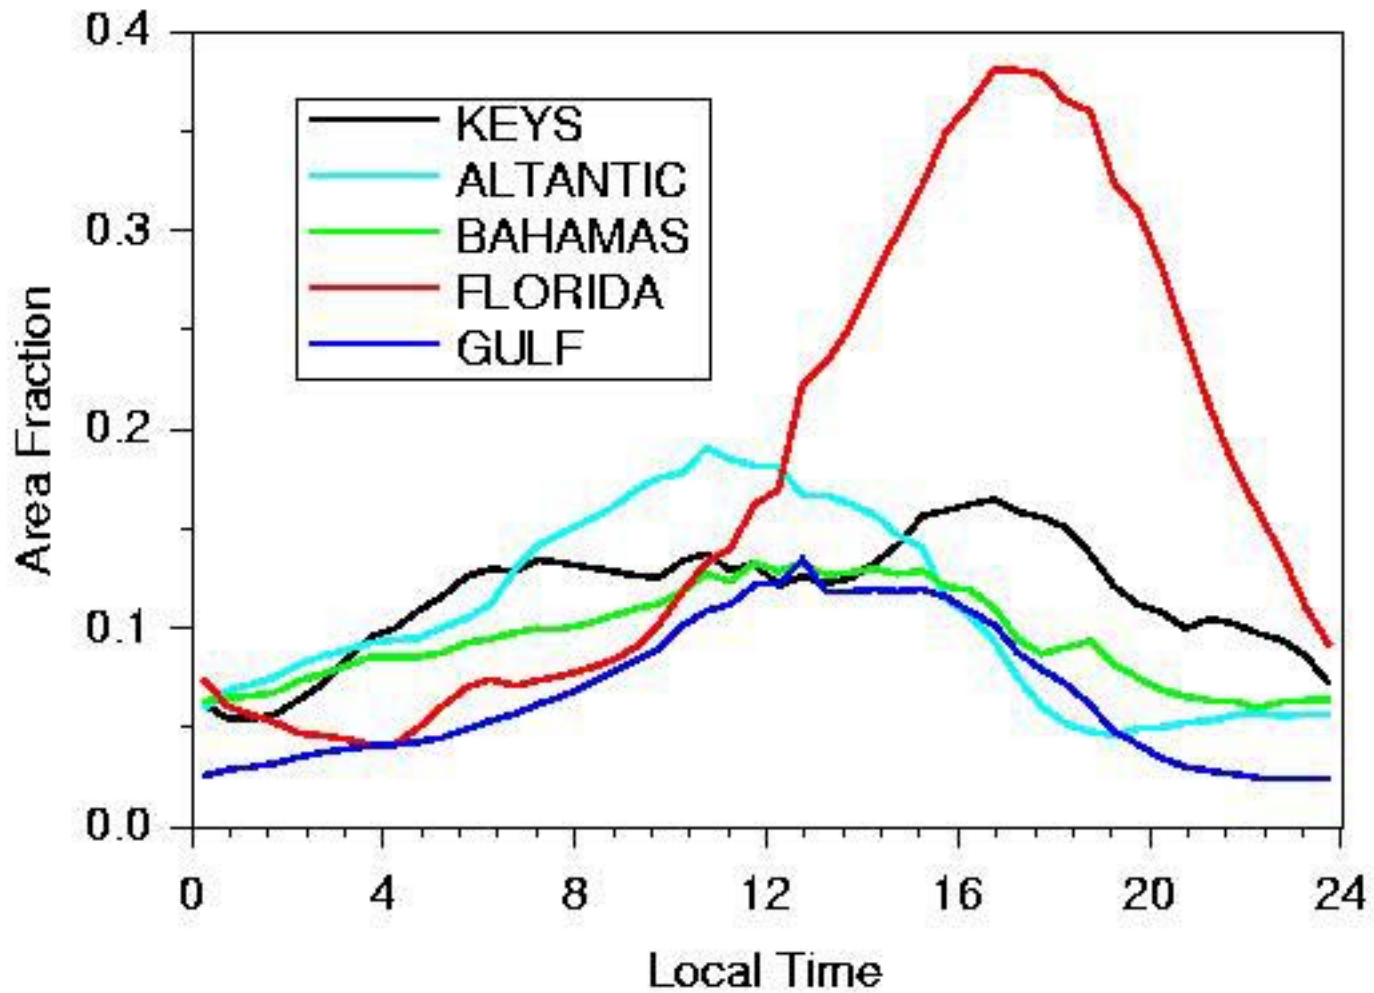 0.4
0.3
0.2
0.1
0.0
Area Fraction
KEYS
ALTANTIC
BAHAMAS
FLORIDA
GULF
0 4 8 12 16 20 24
Local Time